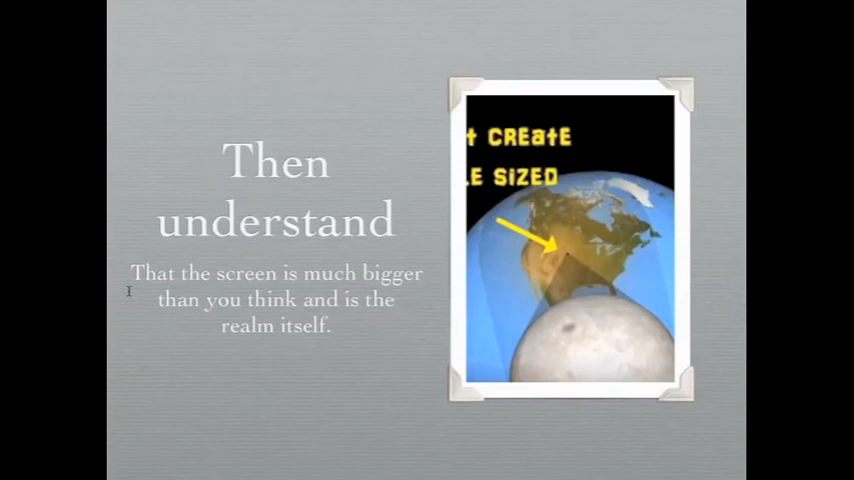 Then
understand
That the screen is much bigger
than you think and is the
realm itself.
t CREatE
E SiZED